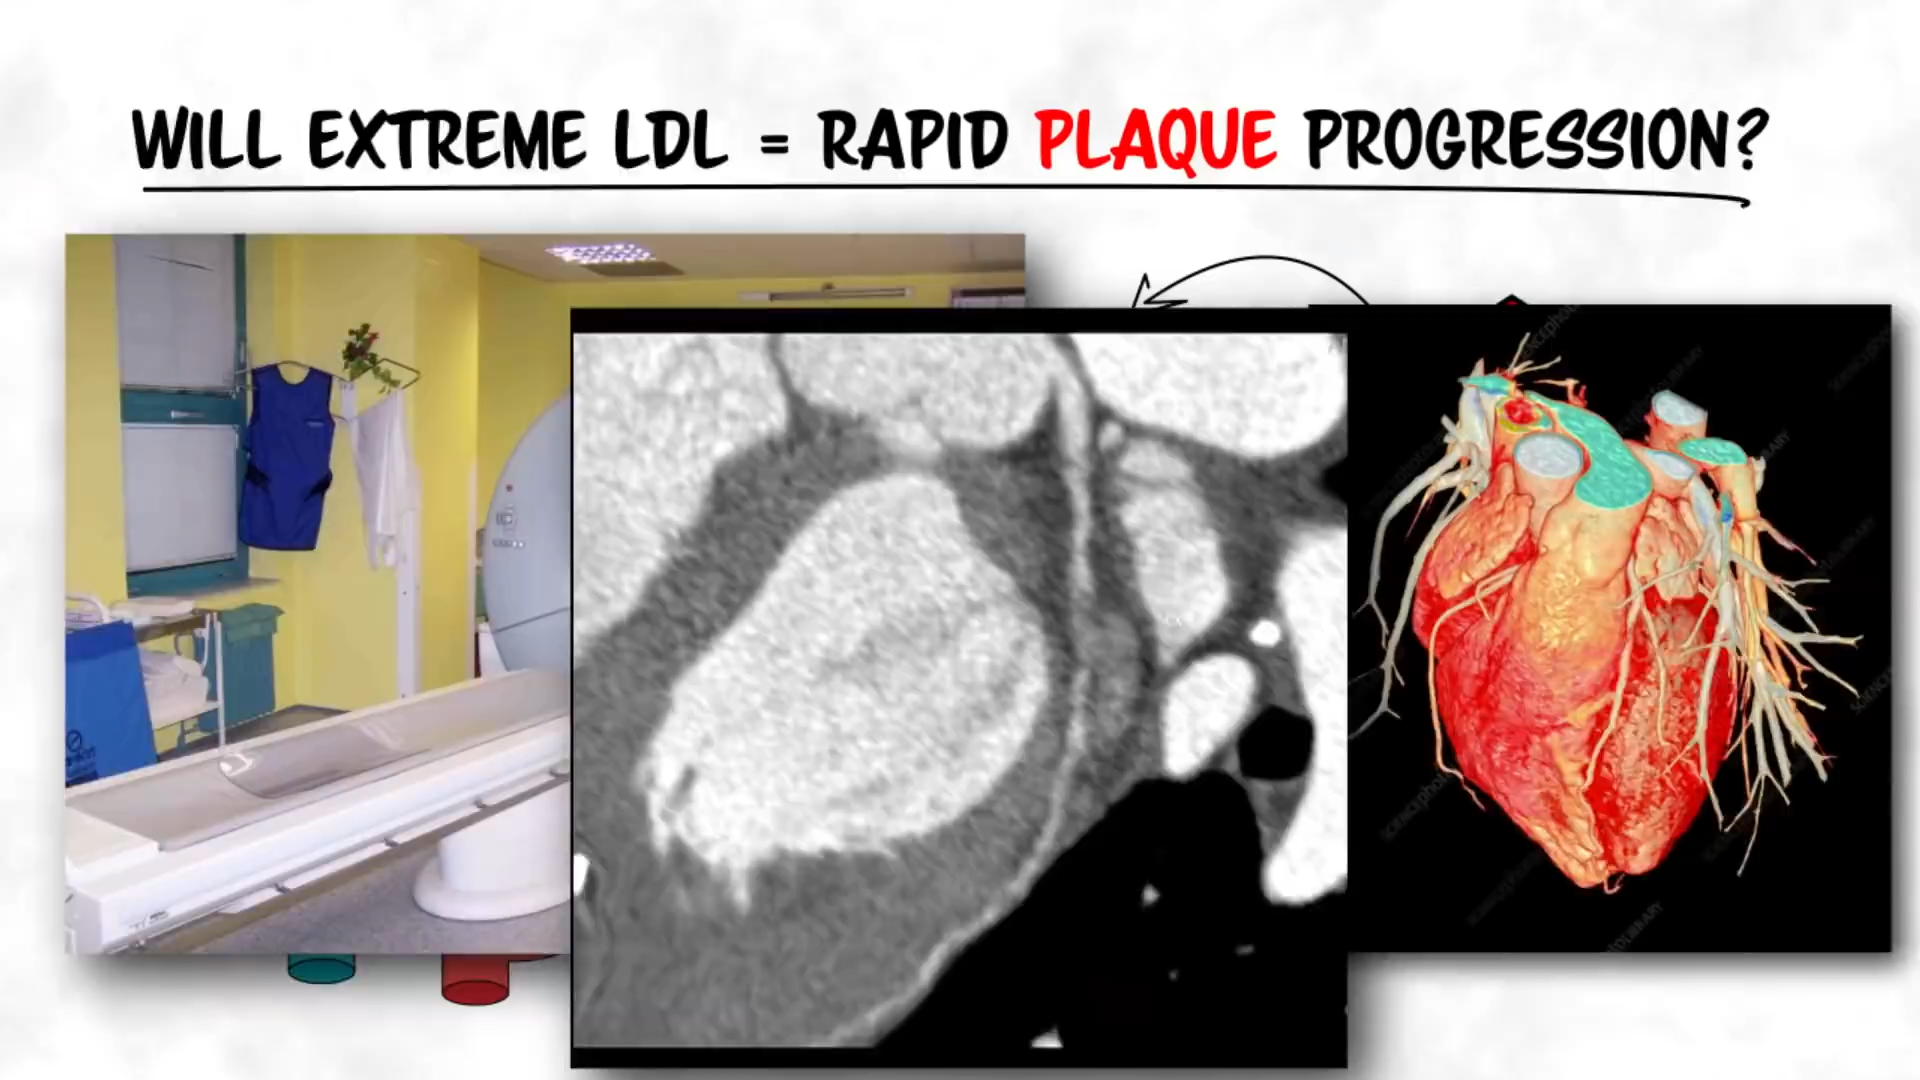 WILL EXTREME LDL = RAPID PLAQUE PROGRESSION?